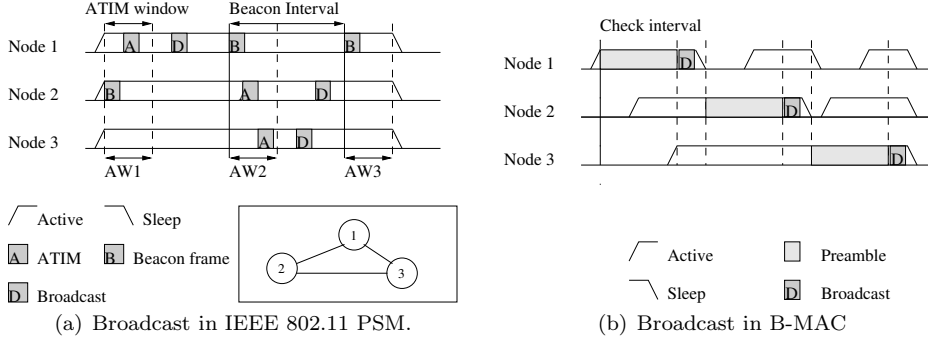 ATIM window
Beacon Interval
Node 1
A
D
B
B
Node 2
B
A
D
Node 3
A
D
AW1
AW2
AW3
Active
Sleep
A ATIM
B Beacon frame
D Broadcast
1
2
3
(a) Broadcast in IEEE 802.11 PSM.
Check interval
Node 1
D
Node 2
D
Node 3
D
Active
Preamble
Sleep
D Broadcast
(b) Broadcast in B-MAC